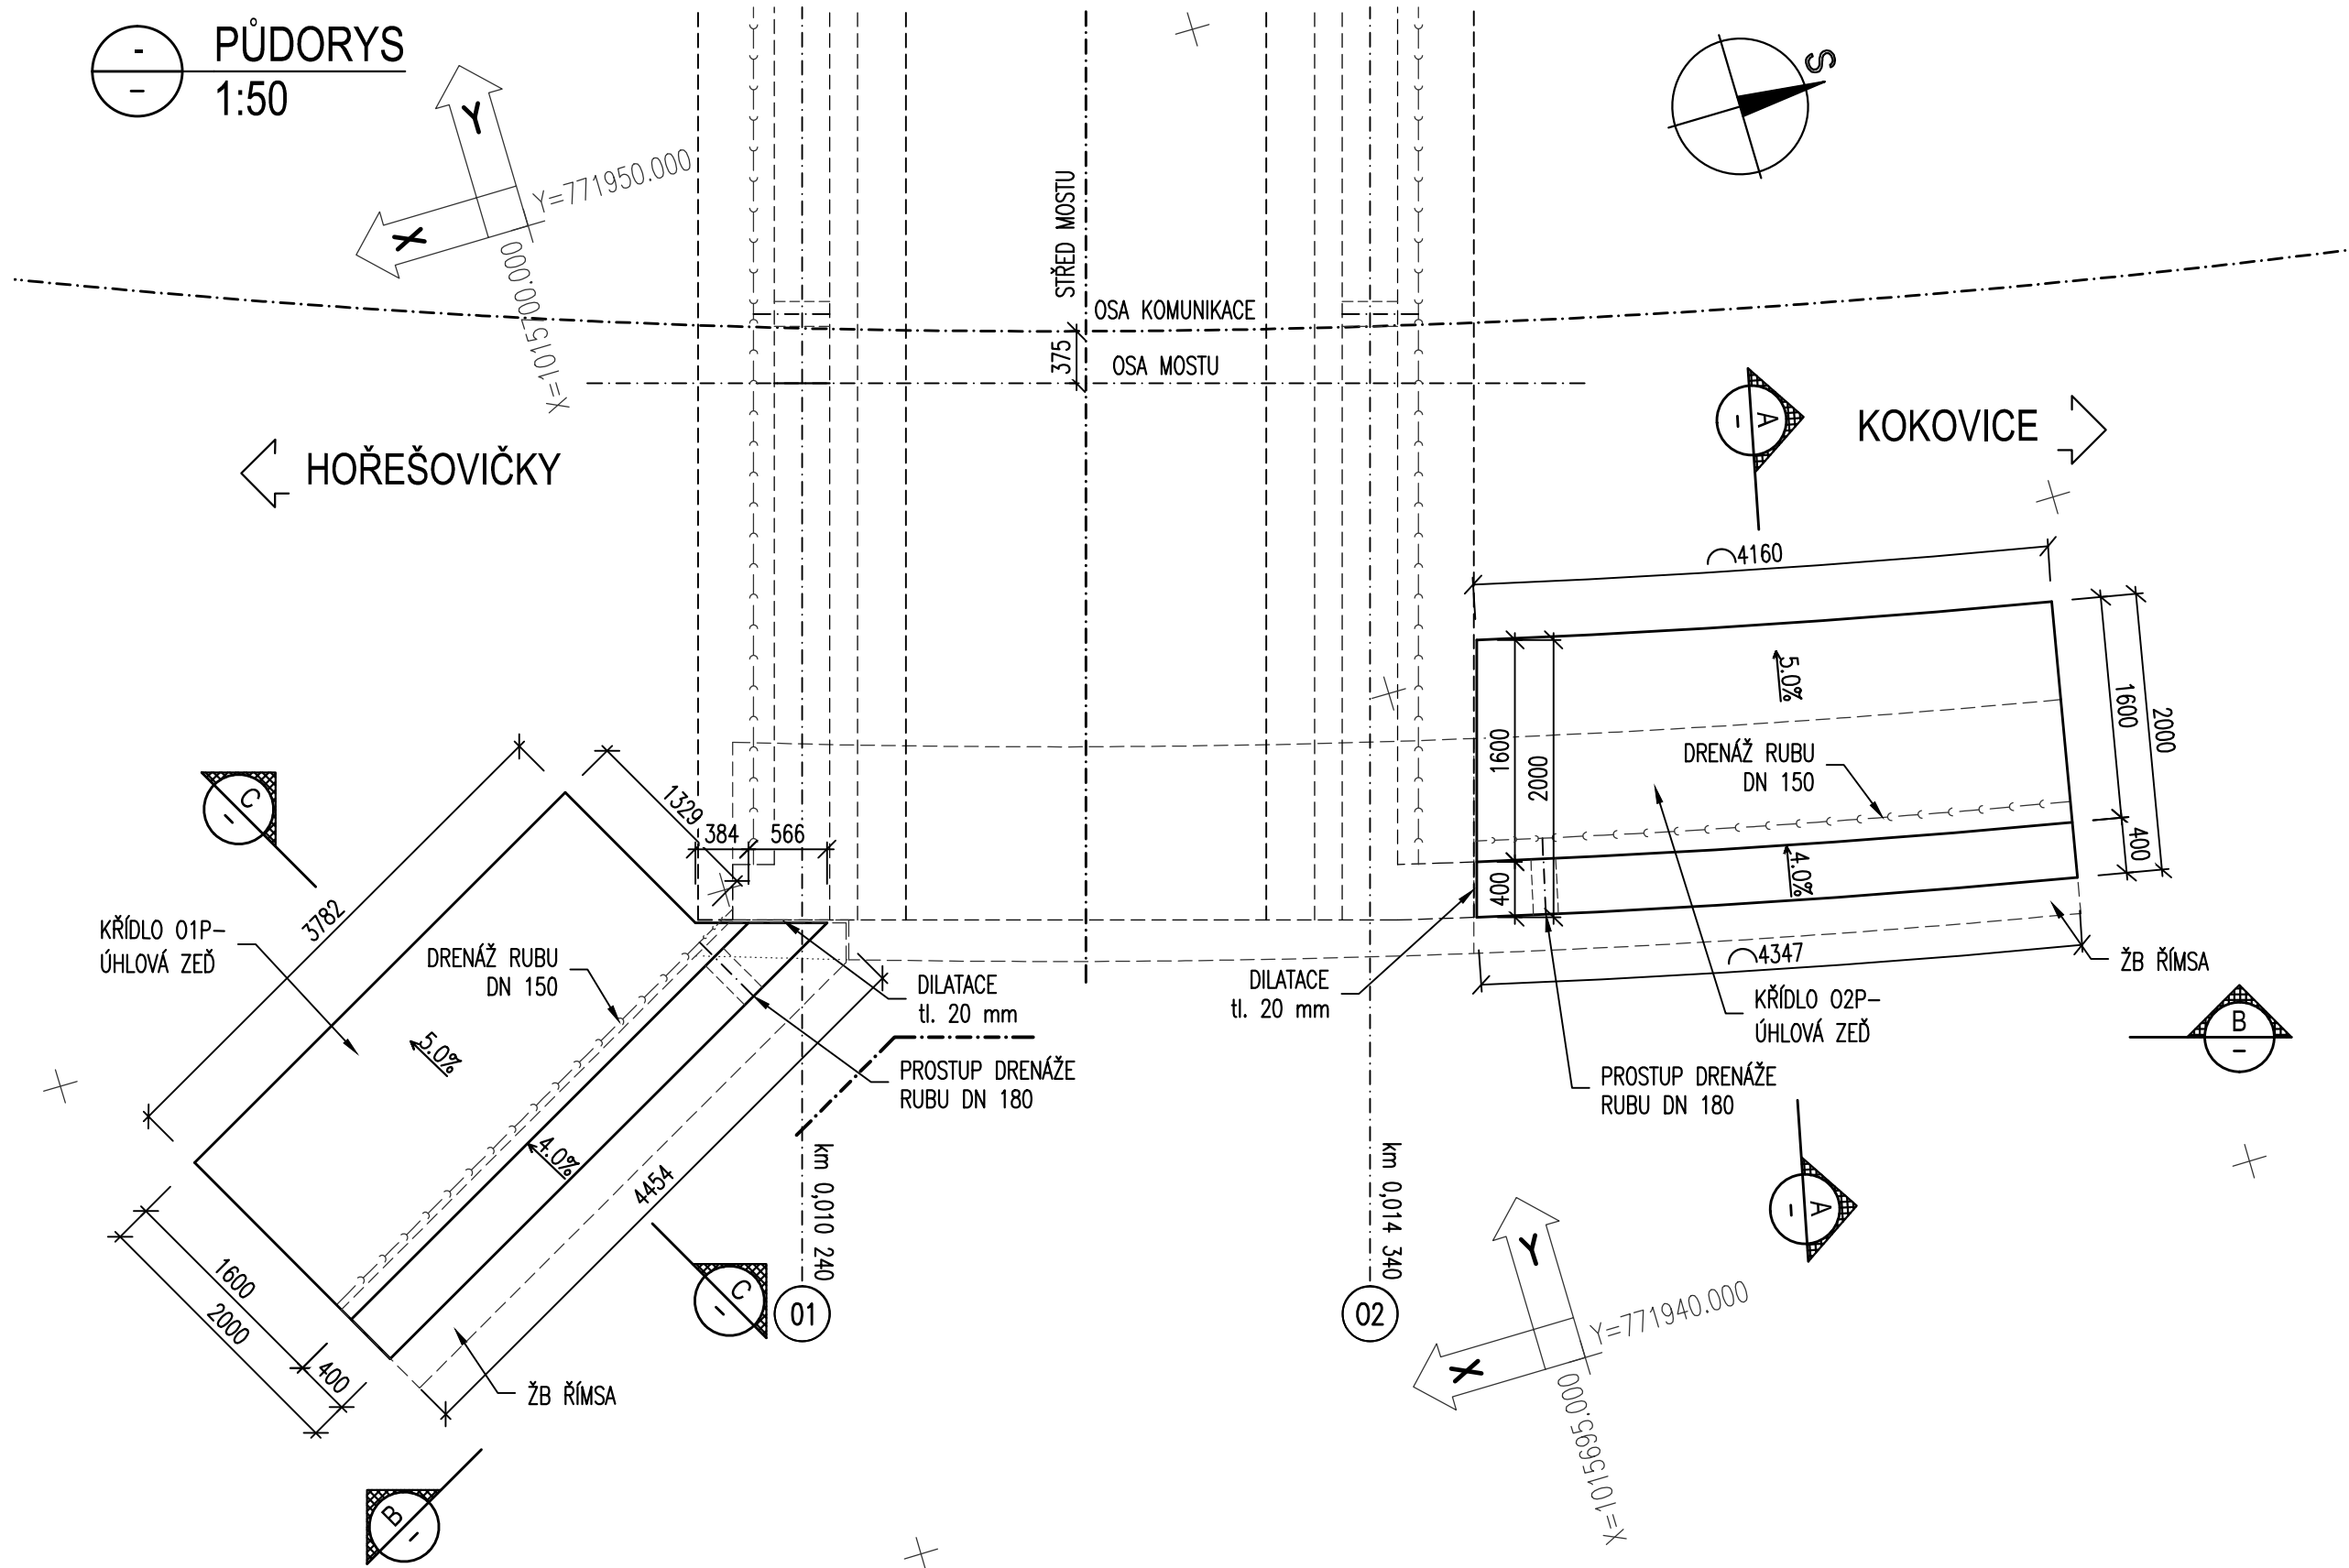 -
PŮDORYS
–
1:50
Y
X
Y=771950.000
X=1015700.000
S
STŘED MOSTU
OSA KOMUNIKACE
375
OSA MOSTU
HOŘEŠOVIČKY
KOKOVICE
A
–
4160
5.0%
1600
2000
1600
2000
400
400
4.0%
DRENÁŽ RUBU
DN 150
4347
ŽB ŘÍMSA
KŘÍDLO O2P–
ÚHLOVÁ ZEĎ
DILATACE
tl. 20 mm
PROSTUP DRENÁŽE
RUBU DN 180
B
–
A
–
C
–
1329
384
566
3782
KŘÍDLO O1P–
ÚHLOVÁ ZEĎ
DRENÁŽ RUBU
DN 150
5.0%
4.0%
DILATACE
tl. 20 mm
PROSTUP DRENÁŽE
RUBU DN 180
4454
1600
2000
400
ŽB ŘÍMSA
C
–
B
–
km 0,010 240
O1
km 0,014 340
O2
Y
X
Y=771940.000
X=1015695.000